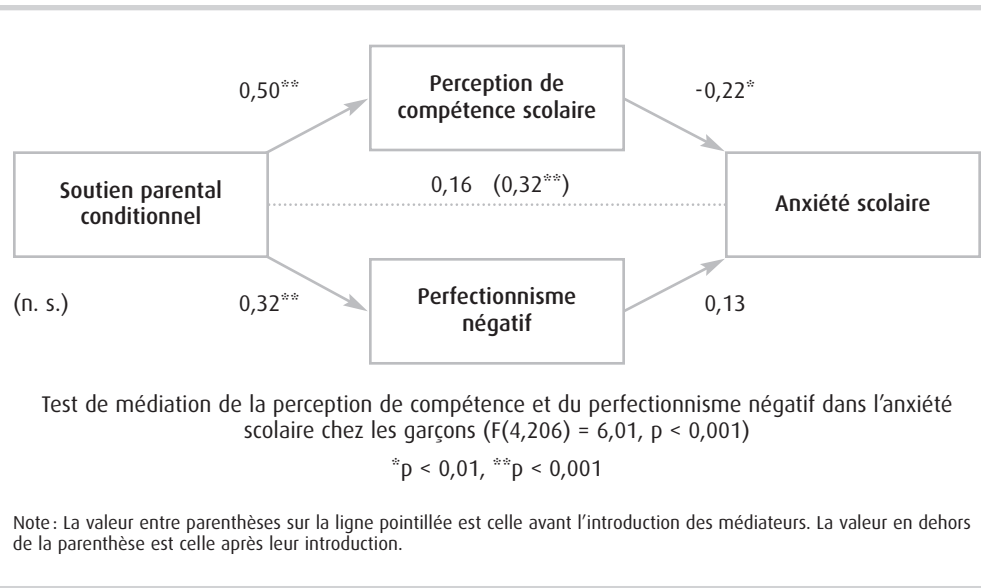 0,50**
Perception de
compétence scolaire
-0,22*
Soutien parental
conditionnel
0,16 (0,32**)
Anxiété scolaire
(n. s.)
0,32**
Perfectionnisme
négatif
0,13
Test de médiation de la perception de compétence et du perfectionnisme négatif dans l’anxiété
scolaire chez les garçons (F(4,206) = 6,01, p < 0,001)
*p < 0,01, **p < 0,001
Note : La valeur entre parenthèses sur la ligne pointillée est celle avant l’introduction des médiateurs. La valeur en dehors
de la parenthèse est celle après leur introduction.